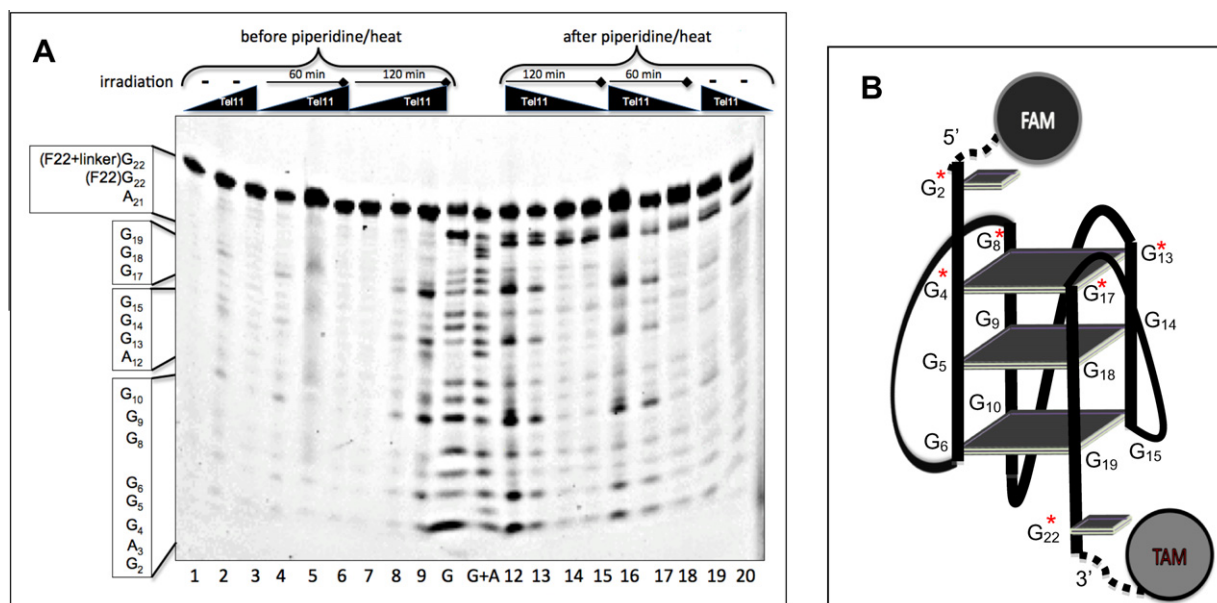 A
before piperidine/heat
after piperidine/heat
irradiation - - 60 min 120 min 120 min 60 min - -
Tel11 Tel11 Tel11 Tel11 Tel11 Tel11
(F22+linker)G22
(F22)G22
A21
G19
G18
G17
G15
G14
G13
A12
G10
G9
G8
G6
G5
G4
A3
G2
1 2 3 4 5 6 7 8 9 G G+A 12 13 14 15 16 17 18 19 20
B
FAM
5’
G2*
G8*
G13*
G4*
G17*
G9
G14
G5
G18
G10
G6
G15
G19
G22*
TAM
3’